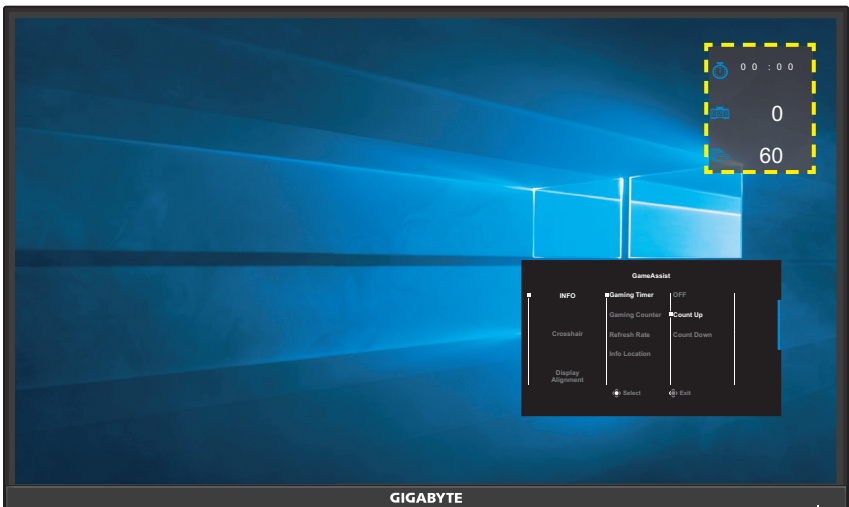 00:00
0
60
GameAssist
INFO Gaming Timer OFF
Gaming Counter Count Up
Crosshair Refresh Rate Count Down
Info Location
Display
Alignment
Select Exit
GIGABYTE